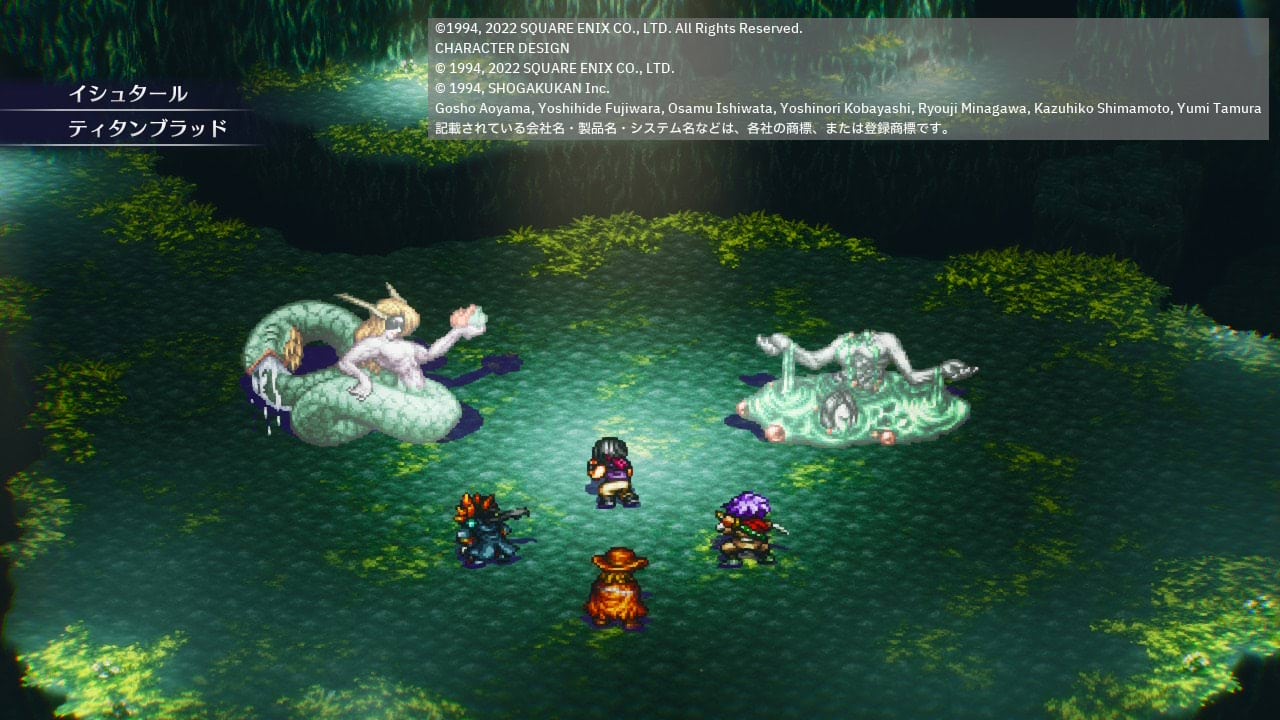 ©1994, 2022 SQUARE ENIX CO., LTD. All Rights Reserved.
CHARACTER DESIGN
© 1994, 2022 SQUARE ENIX CO., LTD.
© 1994, SHOGAKUKAN Inc.
Gosho Aoyama, Yoshihide Fujiwara, Osamu Ishiwata, Yoshinori Kobayashi, Ryouji Minagawa, Kazuhiko Shimamoto, Yumi Tamura
記載されている会社名・製品名・システム名などは、各社の商標、または登録商標です。
イシュタール
ティタンブラッド